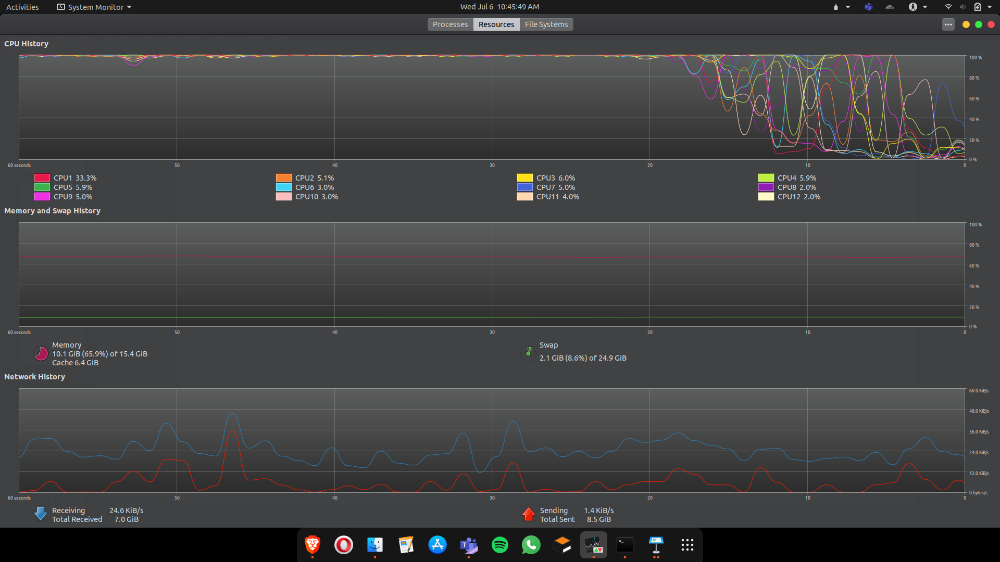 Activities System Monitor Wed Jul 6 10:45:49 AM
Processes Resources File Systems
CPU History
100 %
80 %
60 %
40 %
20 %
0 %
60 seconds 50 40 30 20 10 0
CPU1 33.3% CPU2 5.1% CPU3 6.0% CPU4 5.9%
CPU5 5.9% CPU6 3.0% CPU7 5.0% CPU8 2.0%
CPU9 5.0% CPU10 3.0% CPU11 4.0% CPU12 2.0%
Memory and Swap History
100 %
80 %
60 %
40 %
20 %
0 %
60 seconds 50 40 30 20 10 0
Memory
10.1 GiB (65.9%) of 15.4 GiB
Cache 6.4 GiB
Swap
2.1 GiB (8.6%) of 24.9 GiB
Network History
60.0 KiB/s
48.0 KiB/s
36.0 KiB/s
24.0 KiB/s
12.0 KiB/s
0 bytes/s
60 seconds 50 40 30 20 10 0
Receiving 24.6 KiB/s
Total Received 7.0 GiB
Sending 1.4 KiB/s
Total Sent 8.5 GiB